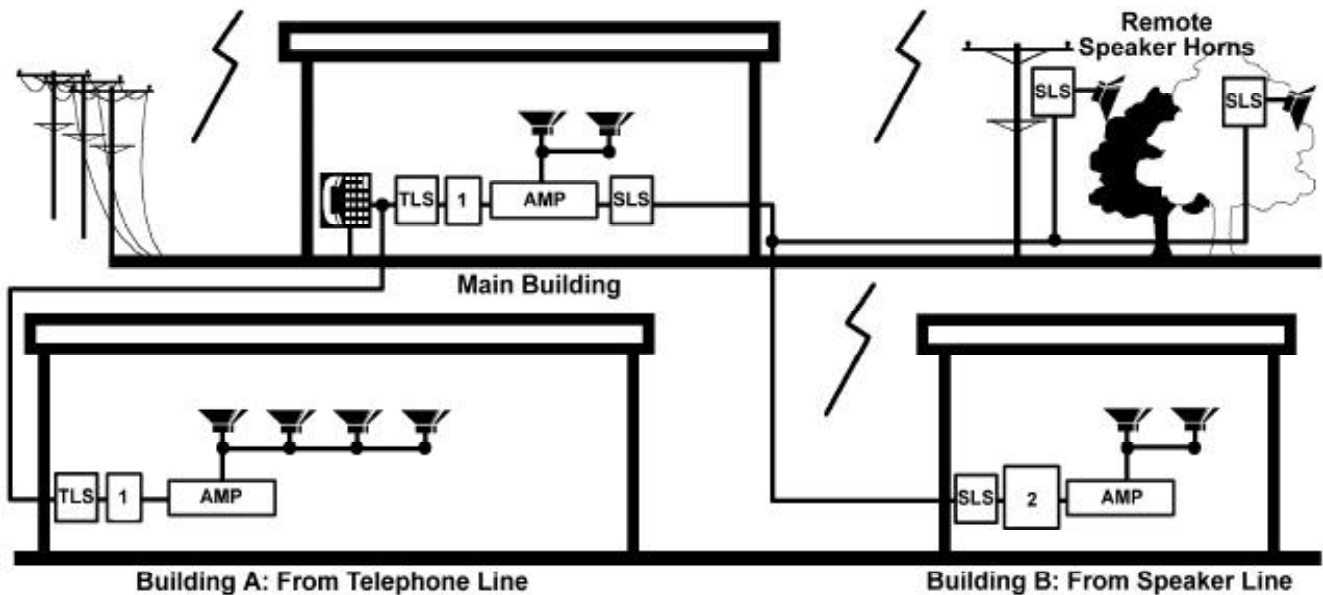 Remote
Speaker Horns
SLS
SLS
TLS
1
AMP
SLS
Main Building
TLS
1
AMP
SLS
2
AMP
Building A: From Telephone Line
Building B: From Speaker Line